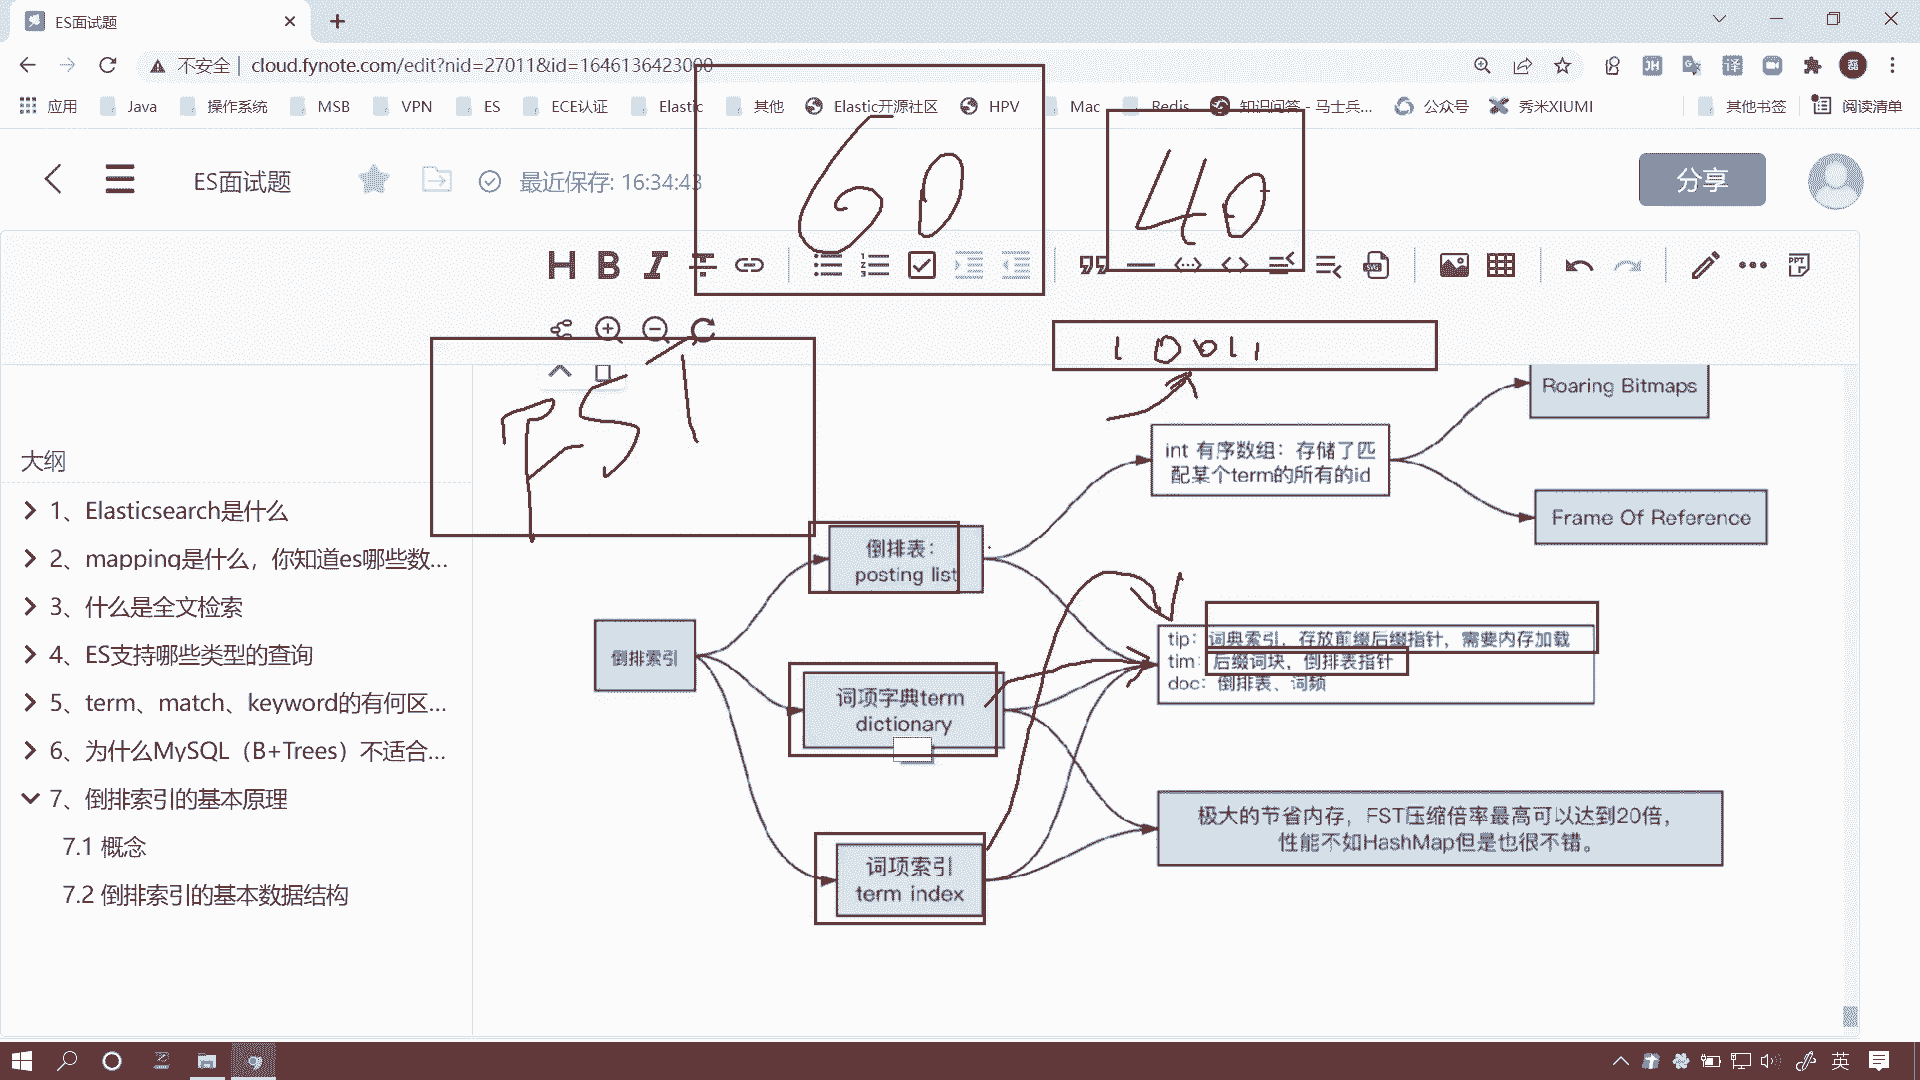 ES面试题
不安全 | cloud.fynote.com/edit?nid=27011&id=1646136423000
应用 Java 操作系统 MSB VPN ES ECE认证 Elastic 其他 Elastic开源社区 HPV Mac Redis 知识问答 - 马士兵... 公众号 秀米XIUMI 其他书签 阅读清单
60 40
ES面试题 最近保存: 16:34:43 分享
H B I
10011
Roaring Bitmaps
int 有序数组：存储了匹
配某个term的所有的id
Frame Of Reference
大纲
1、Elasticsearch是什么
2、mapping是什么，你知道es哪些数...
3、什么是全文检索
4、ES支持哪些类型的查询
5、term、match、keyword的有何区...
6、为什么MySQL（B+Trees）不适合...
7、倒排索引的基本原理
7.1 概念
7.2 倒排索引的基本数据结构
倒排表：
posting list
倒排索引
tip：词典索引，存放前缀后缀指针，需要内存加载
tim：后缀词块，倒排表指针
doc：倒排表、词频
词项字典term
dictionary
极大的节省内存，FST压缩倍率最高可以达到20倍，
性能不如HashMap但是也很不错。
词项索引
term index
英